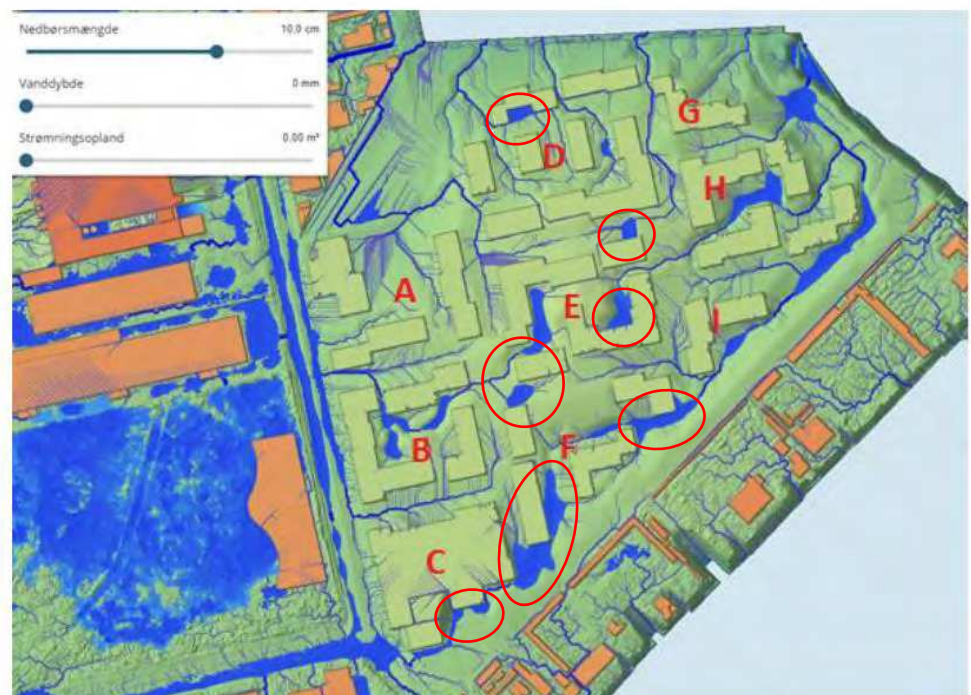 Nedbørsmængde 10,0 cm
Vanddybde 0 mm
Strømningsopland 0.00 m²
G
D
H
A
E
I
B
F
C